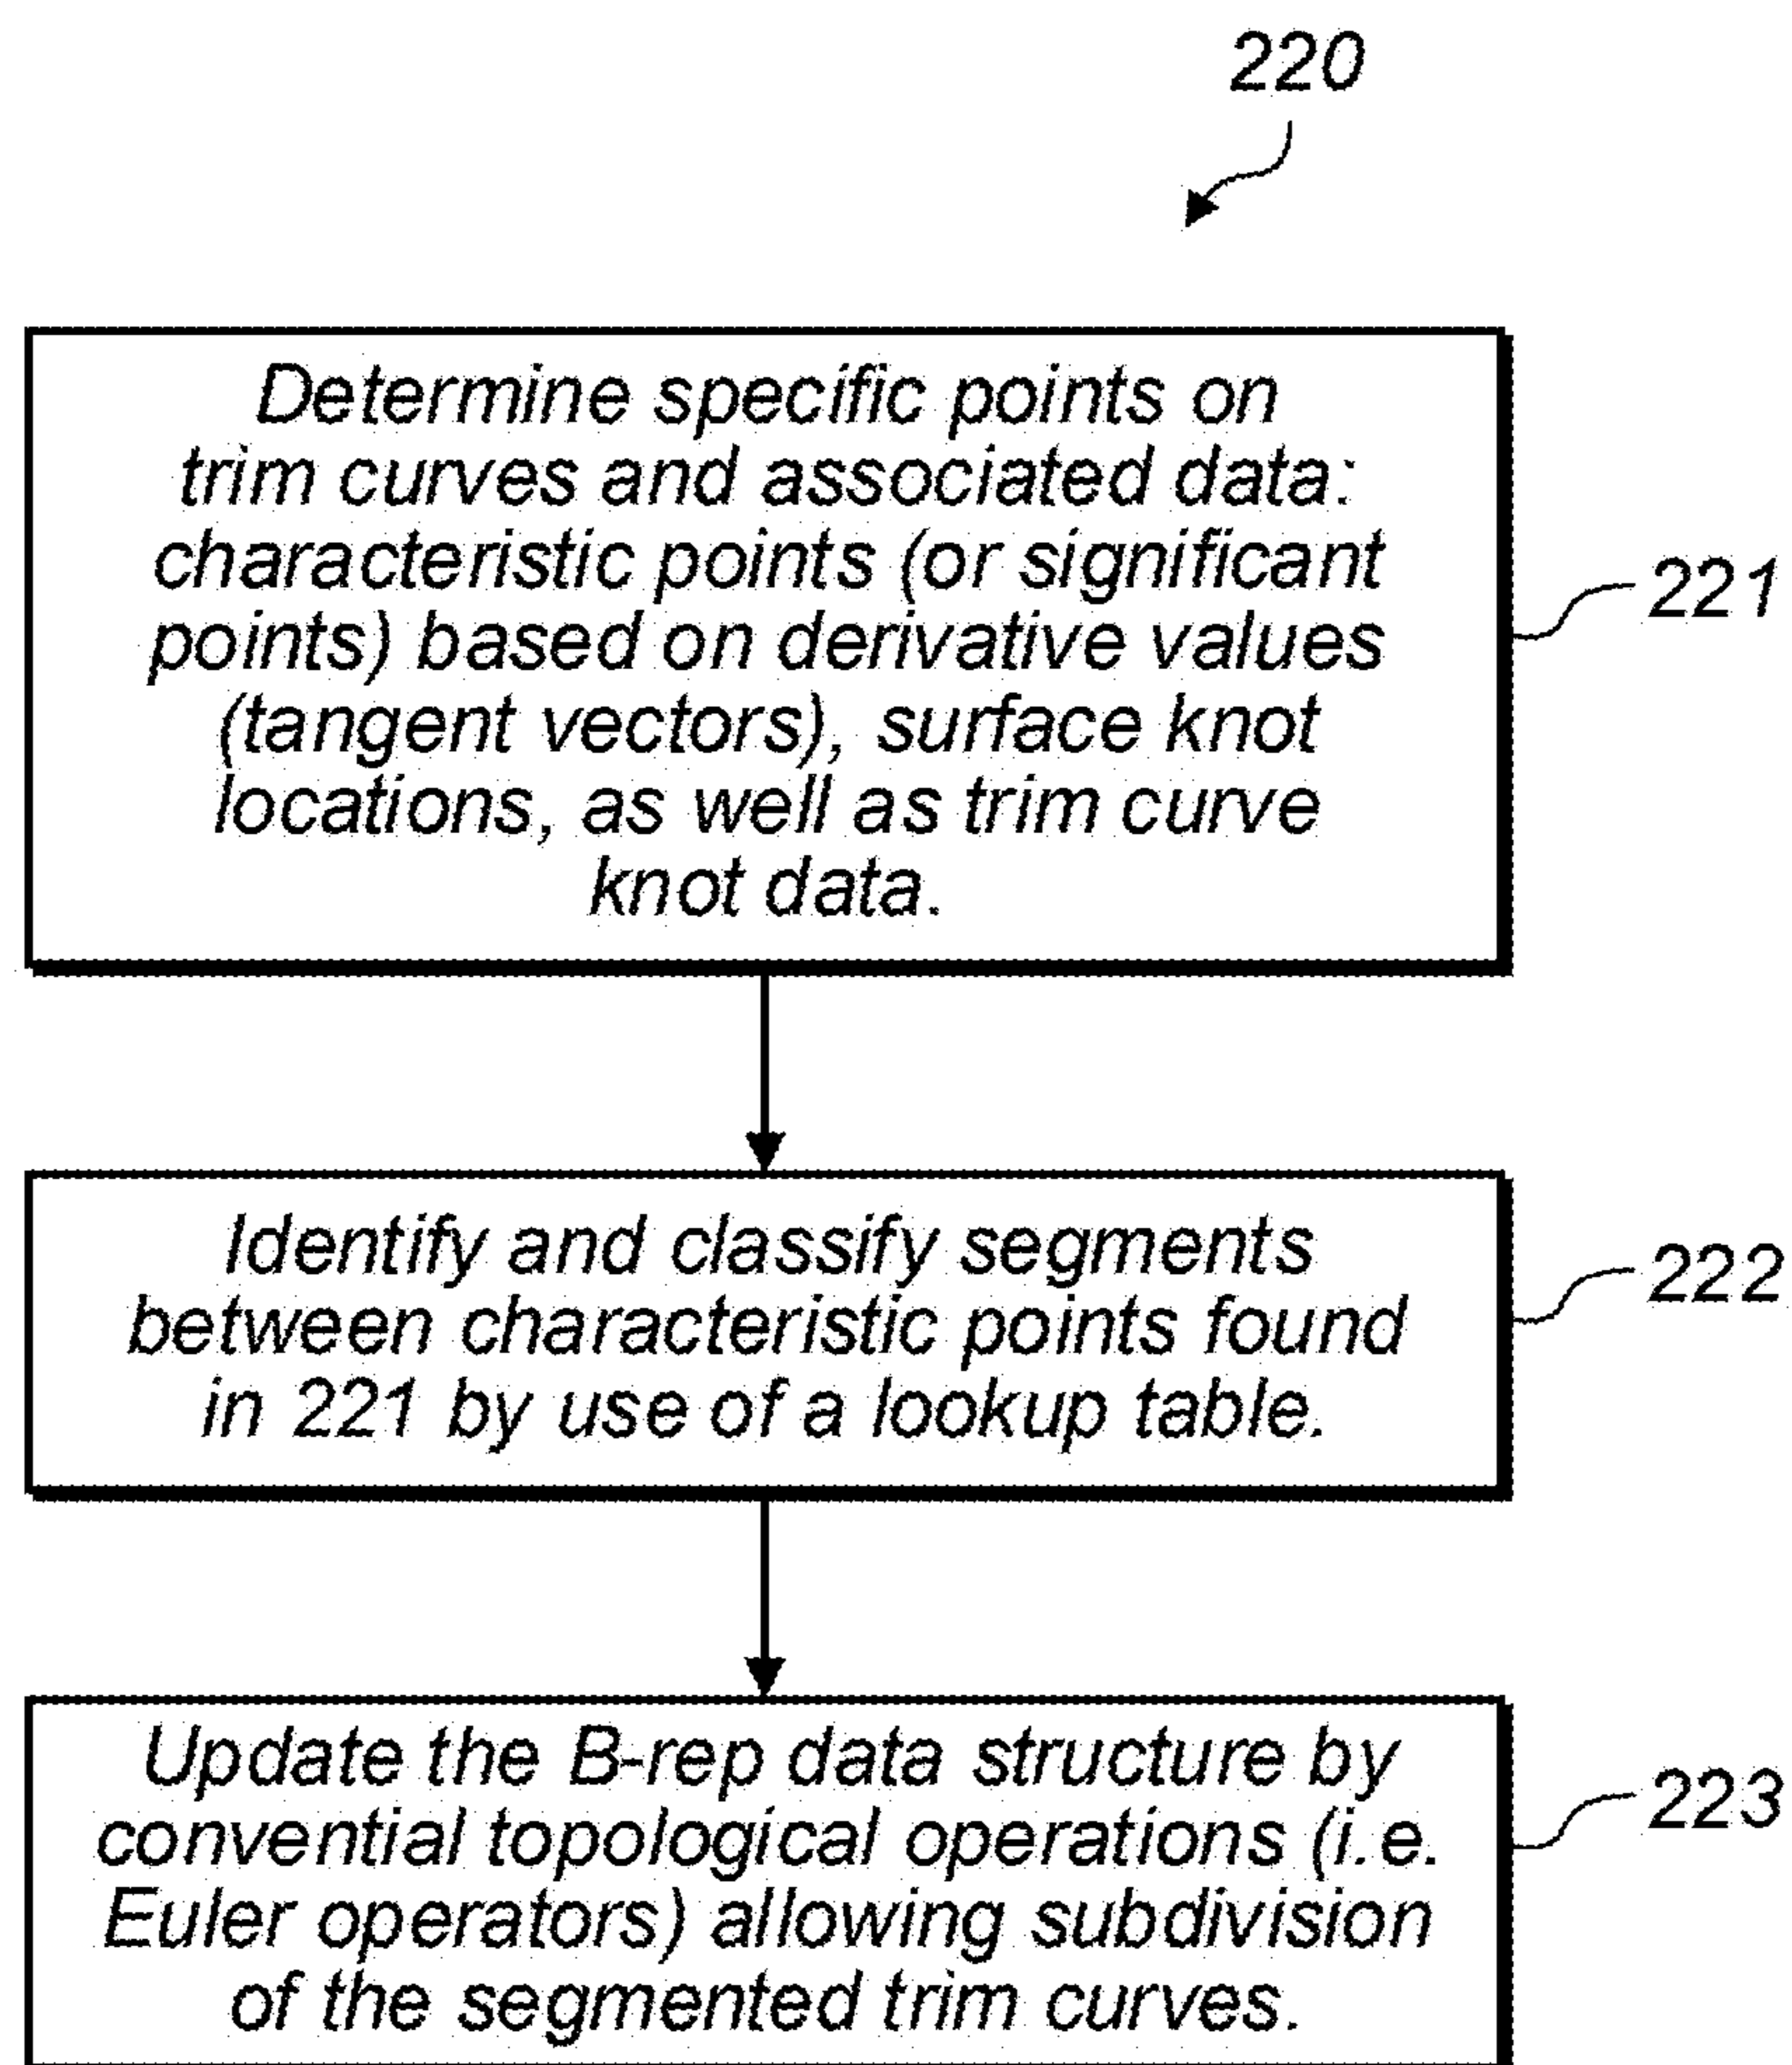 220
Determine specific points on
trim curves and associated data:
characteristic points (or significant
points) based on derivative values
(tangent vectors), surface knot
locations, as well as trim curve
knot data.
221
Identify and classify segments
between characteristic points found
in 221 by use of a lookup table.
222
Update the B-rep data structure by
convential topological operations (i.e.
Euler operators) allowing subdivision
of the segmented trim curves.
223